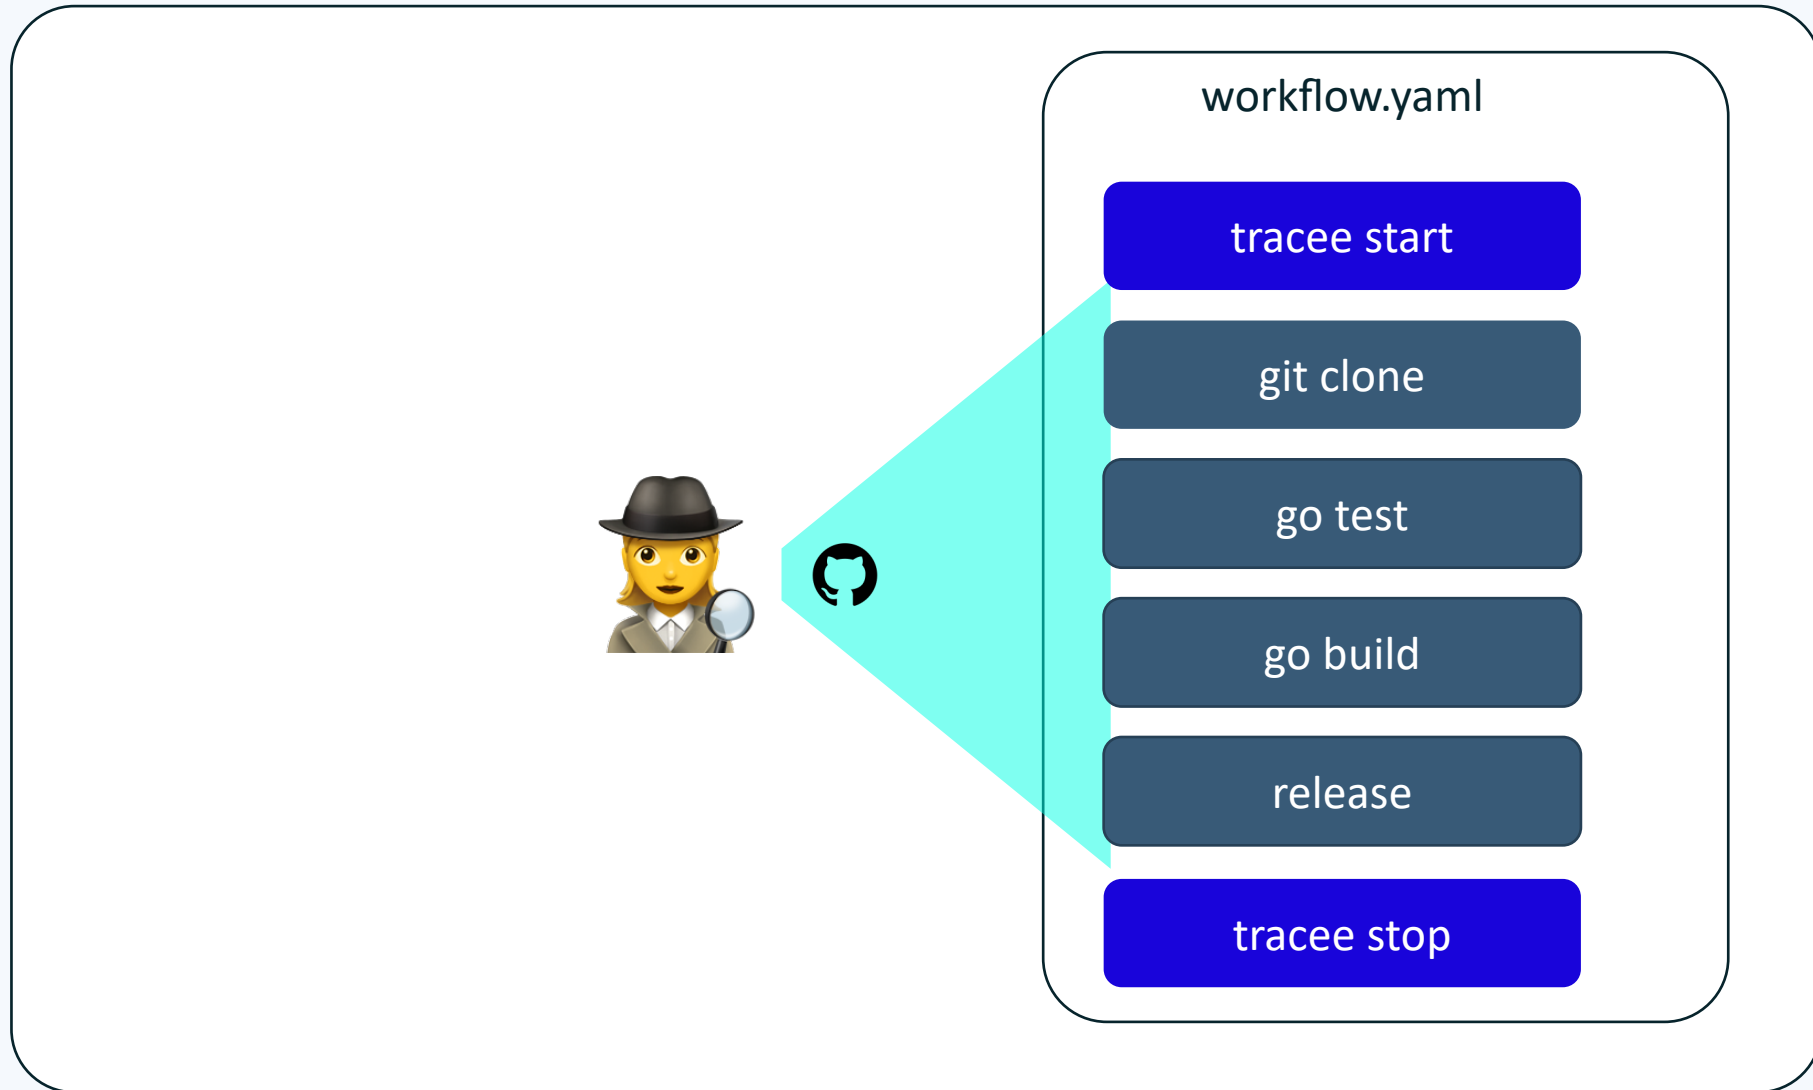 workflow.yaml
tracee start
git clone
go test
go build
release
tracee stop